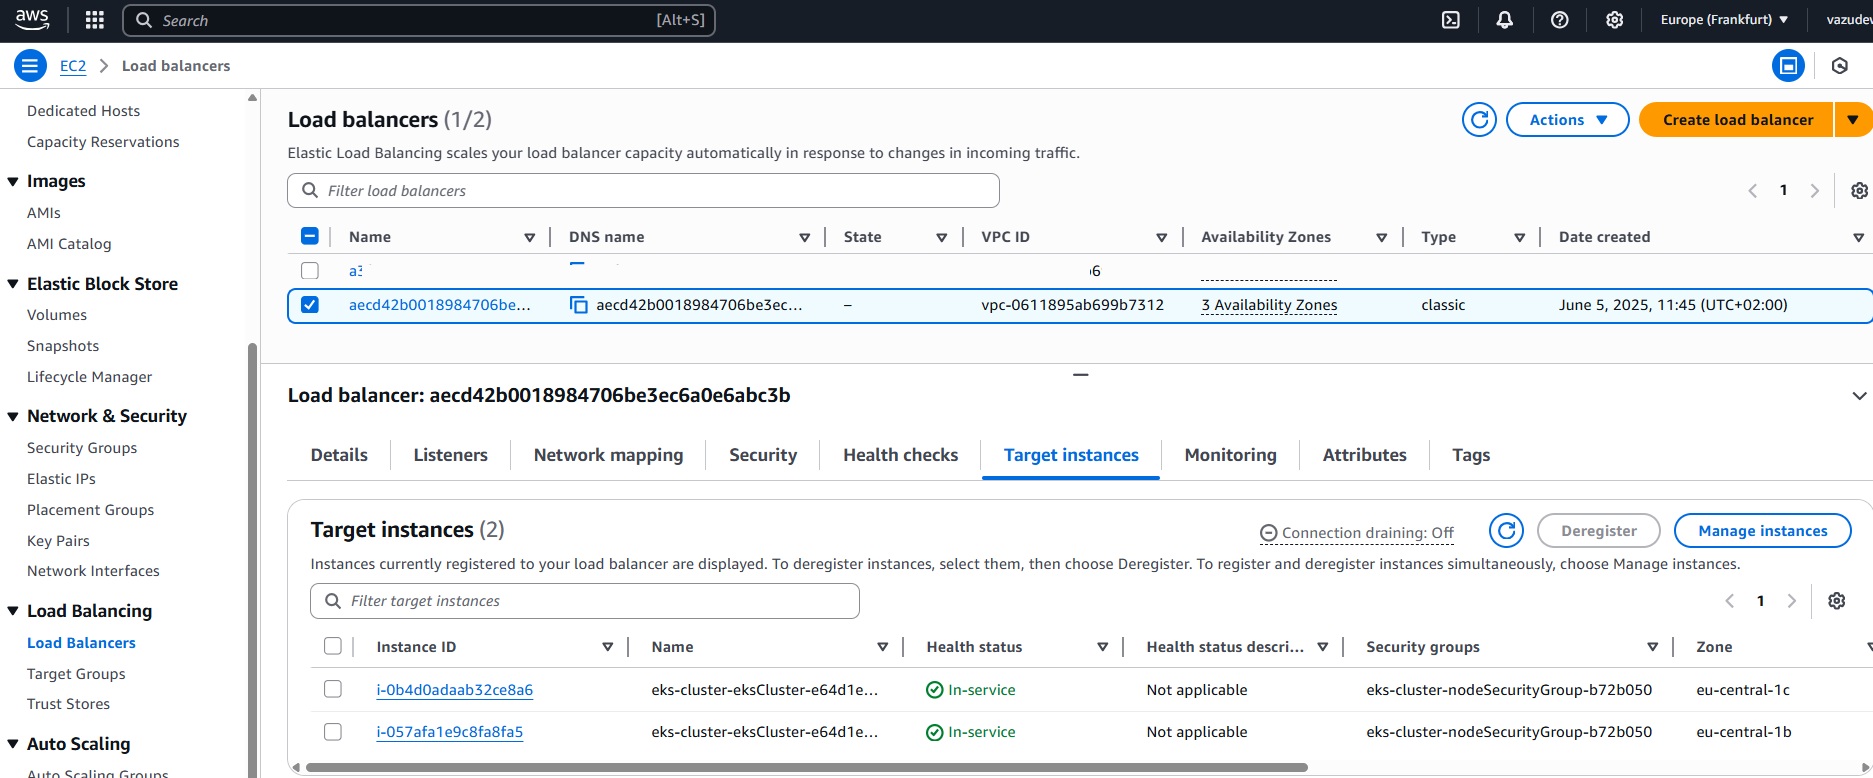 aws
Search [Alt+S] Europe (Frankfurt) vazudev
EC2 Load balancers
Dedicated Hosts
Capacity Reservations
Images
AMIs
AMI Catalog
Elastic Block Store
Volumes
Snapshots
Lifecycle Manager
Network & Security
Security Groups
Elastic IPs
Placement Groups
Key Pairs
Network Interfaces
Load Balancing
Load Balancers
Target Groups
Trust Stores
Auto Scaling
Auto Scaling Groups
Load balancers (1/2) Actions Create load balancer
Elastic Load Balancing scales your load balancer capacity automatically in response to changes in incoming traffic.
Filter load balancers 1
Name DNS name State VPC ID Availability Zones Type Date created
aecd42b0018984706be... aecd42b0018984706be3ec... – vpc-0611895ab699b7312 3 Availability Zones classic June 5, 2025, 11:45 (UTC+02:00)
Load balancer: aecd42b0018984706be3ec6a0e6abc3b
Details Listeners Network mapping Security Health checks Target instances Monitoring Attributes Tags
Target instances (2) Connection draining: Off Deregister Manage instances
Instances currently registered to your load balancer are displayed. To deregister instances, select them, then choose Deregister. To register and deregister instances simultaneously, choose Manage instances.
Filter target instances 1
Instance ID Name Health status Health status descri... Security groups Zone
i-0b4d0adaab32ce8a6 eks-cluster-eksCluster-e64d1e... In-service Not applicable eks-cluster-nodeSecurityGroup-b72b050 eu-central-1c
i-057afa1e9c8fa8fa5 eks-cluster-eksCluster-e64d1e... In-service Not applicable eks-cluster-nodeSecurityGroup-b72b050 eu-central-1b